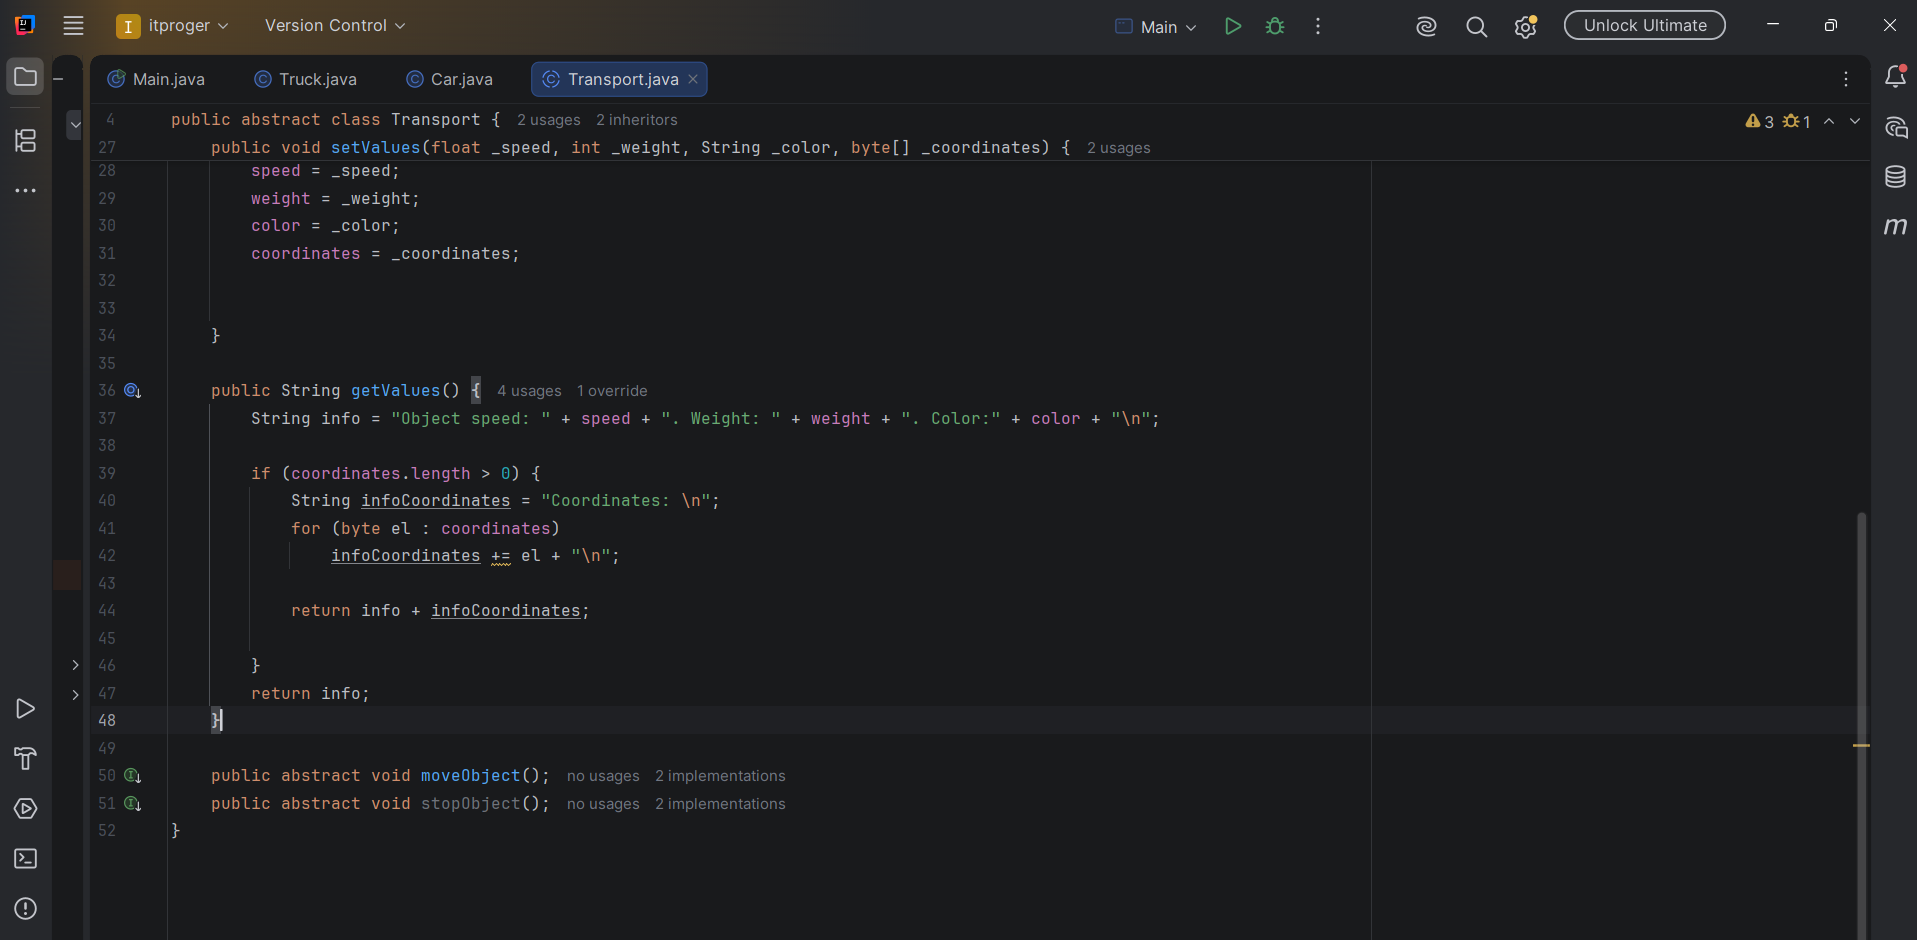 I itproger Version Control Main Unlock Ultimate
Main.java Truck.java Car.java Transport.java
4 public abstract class Transport { 2 usages 2 inheritors 3 1
27 public void setValues(float _speed, int _weight, String _color, byte[] _coordinates) { 2 usages
28 speed = _speed;
29 weight = _weight;
30 color = _color;
31 coordinates = _coordinates;
32
33
34 }
35
36 public String getValues() { 4 usages 1 override
37 String info = "Object speed: " + speed + ". Weight: " + weight + ". Color:" + color + "\n";
38
39 if (coordinates.length > 0) {
40 String infoCoordinates = "Coordinates: \n";
41 for (byte el : coordinates)
42 infoCoordinates += el + "\n";
43
44 return info + infoCoordinates;
45
46 }
47 return info;
48 }
49
50 public abstract void moveObject(); no usages 2 implementations
51 public abstract void stopObject(); no usages 2 implementations
52 }